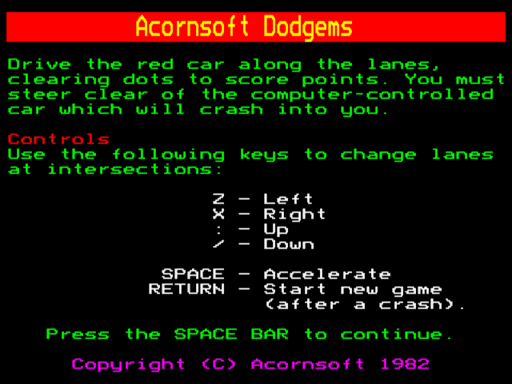 Acornsoft Dodgems
Drive the red car along the lanes,
clearing dots to score points. You must
steer clear of the computer-controlled
car which will crash into you.
Controls
Use the following keys to change lanes
at intersections:
Z - Left
X - Right
: - Up
/ - Down
SPACE - Accelerate
RETURN - Start new game
(after a crash).
Press the SPACE BAR to continue.
Copyright (C) Acornsoft 1982